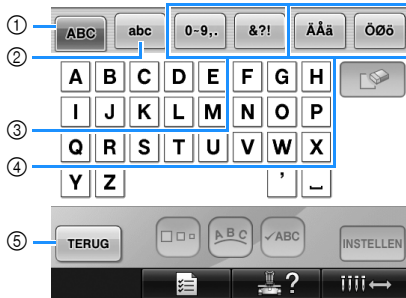 ① ABC abc 0~9,. &?! ÄÅä ÖØö
②
A B C D E F G H
I J K L M N O P
③
Q R S T U V W X
④
Y Z ’ ⎵
⑤ TERUG ABC ✓ABC INSTELLEN
?